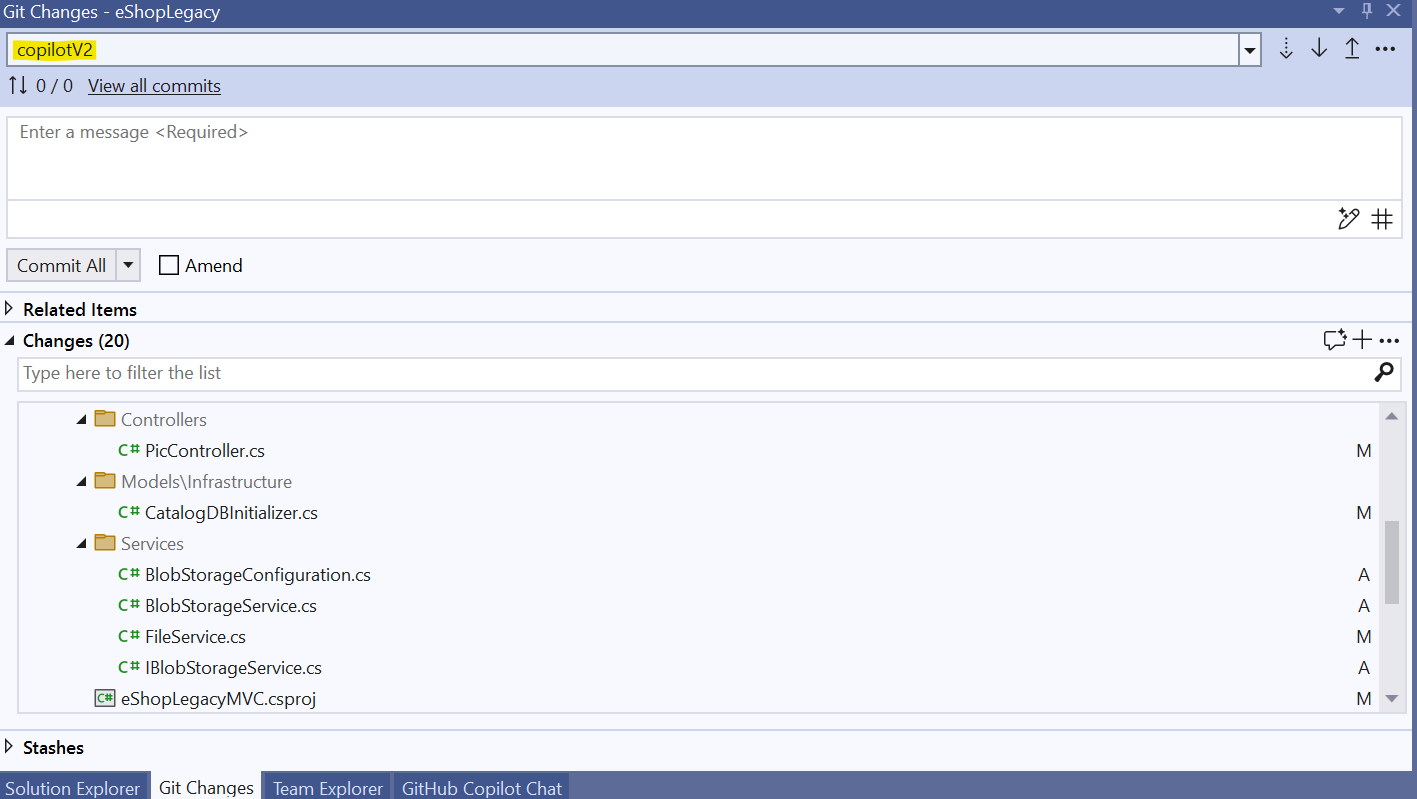 Git Changes - eShopLegacy
copilotV2
0 / 0 View all commits
Enter a message <Required>
Commit All Amend
Related Items
Changes (20)
Type here to filter the list
Controllers
C# PicController.cs M
Models\Infrastructure
C# CatalogDBInitializer.cs M
Services
C# BlobStorageConfiguration.cs A
C# BlobStorageService.cs A
C# FileService.cs M
C# IBlobStorageService.cs A
C# eShopLegacyMVC.csproj M
Stashes
Solution Explorer Git Changes Team Explorer GitHub Copilot Chat